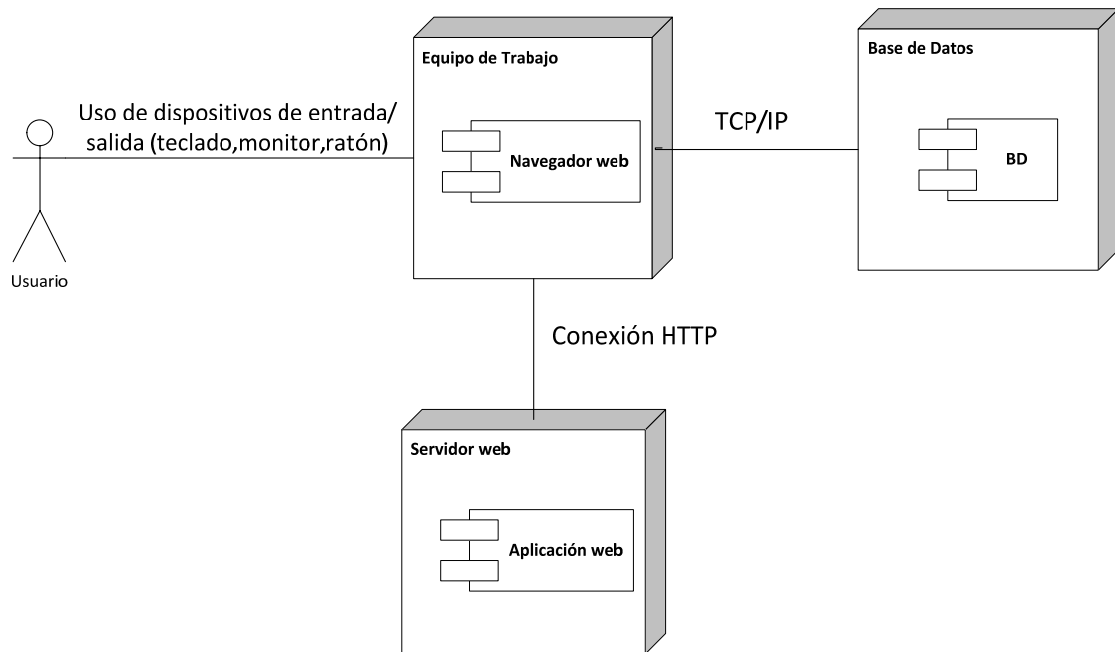 Equipo de Trabajo
Base de Datos
Uso de dispositivos de entrada/
salida (teclado,monitor,ratón)
TCP/IP
Navegador web
BD
Usuario
Conexión HTTP
Servidor web
Aplicación web